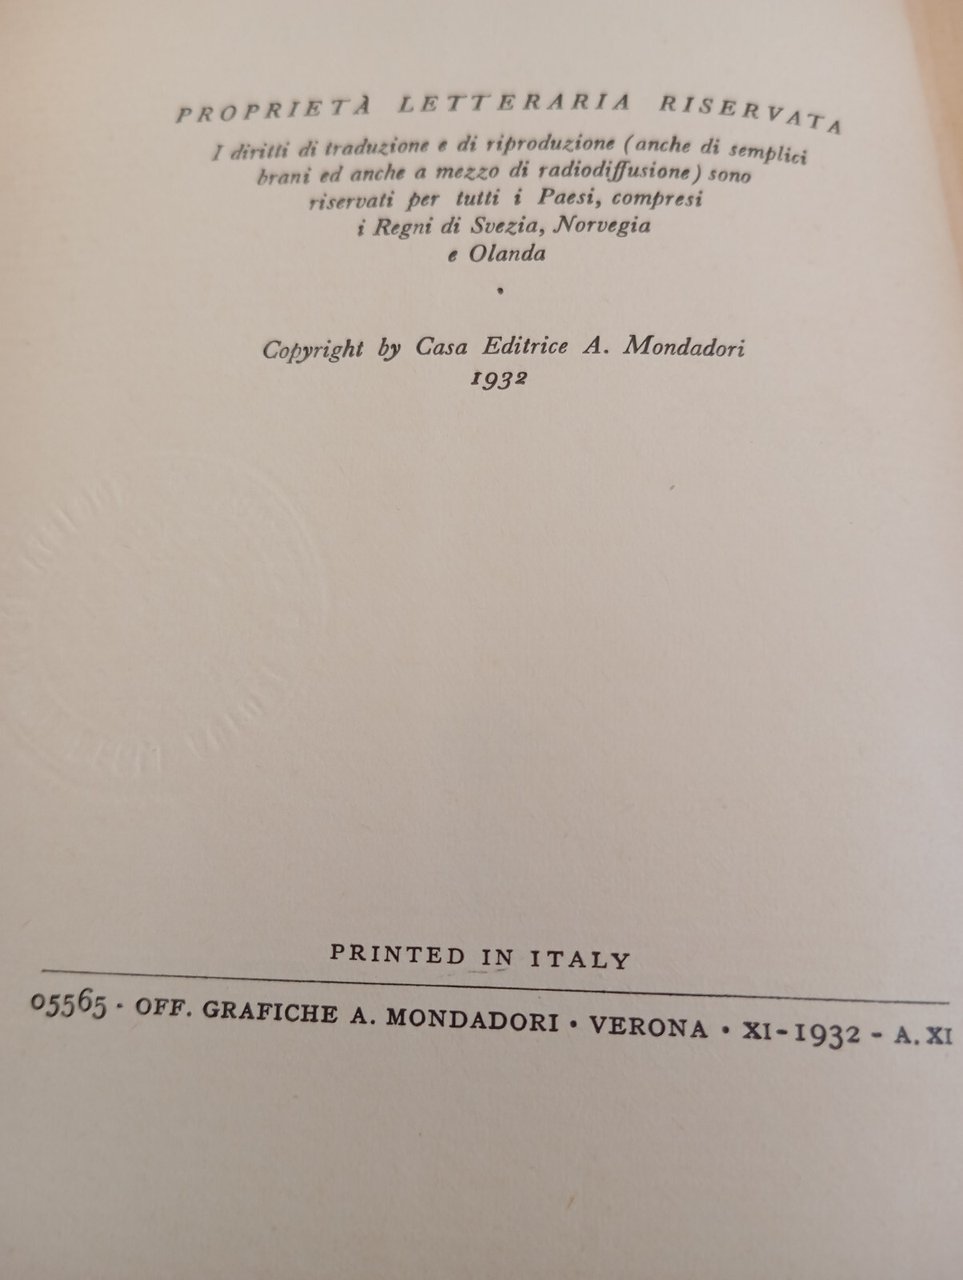 PROPRIETÀ LETTERARIA RISERVATA
I diritti di traduzione e di riproduzione (anche di semplici
brani ed anche a mezzo di radiodiffusione) sono
riservati per tutti i Paesi, compresi
i Regni di Svezia, Norvegia
e Olanda
•
Copyright by Casa Editrice A. Mondadori
1932
PRINTED IN ITALY
05565 · OFF. GRAFICHE A. MONDADORI • VERONA • XI-1932 - A. XI